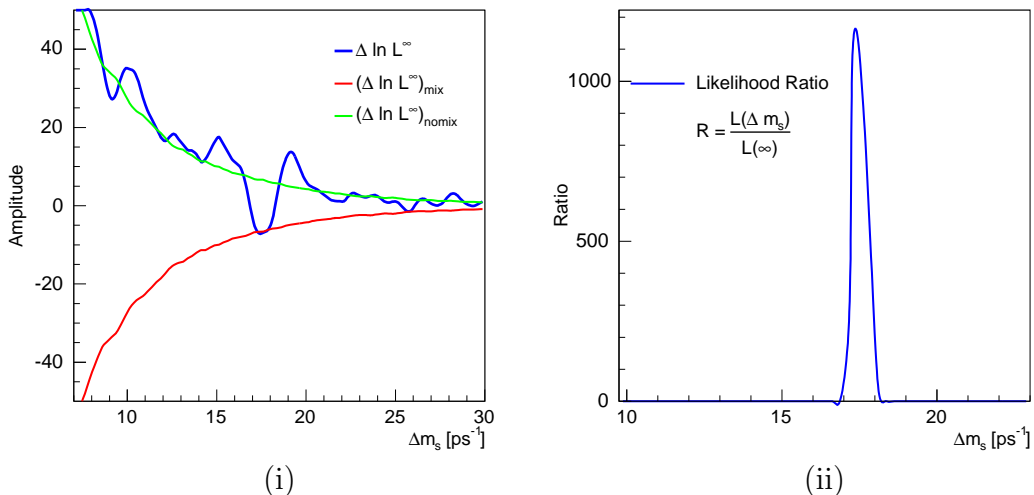 Amplitude
40
20
0
-20
-40
10
15
20
25
30
Δm_s [ps⁻¹]
Δ ln L^∞
(Δ ln L^∞)_mix
(Δ ln L^∞)_nomix
(i)
Ratio
1000
500
0
10
15
20
Δm_s [ps⁻¹]
Likelihood Ratio
R = L(Δ m_s) / L(∞)
(ii)